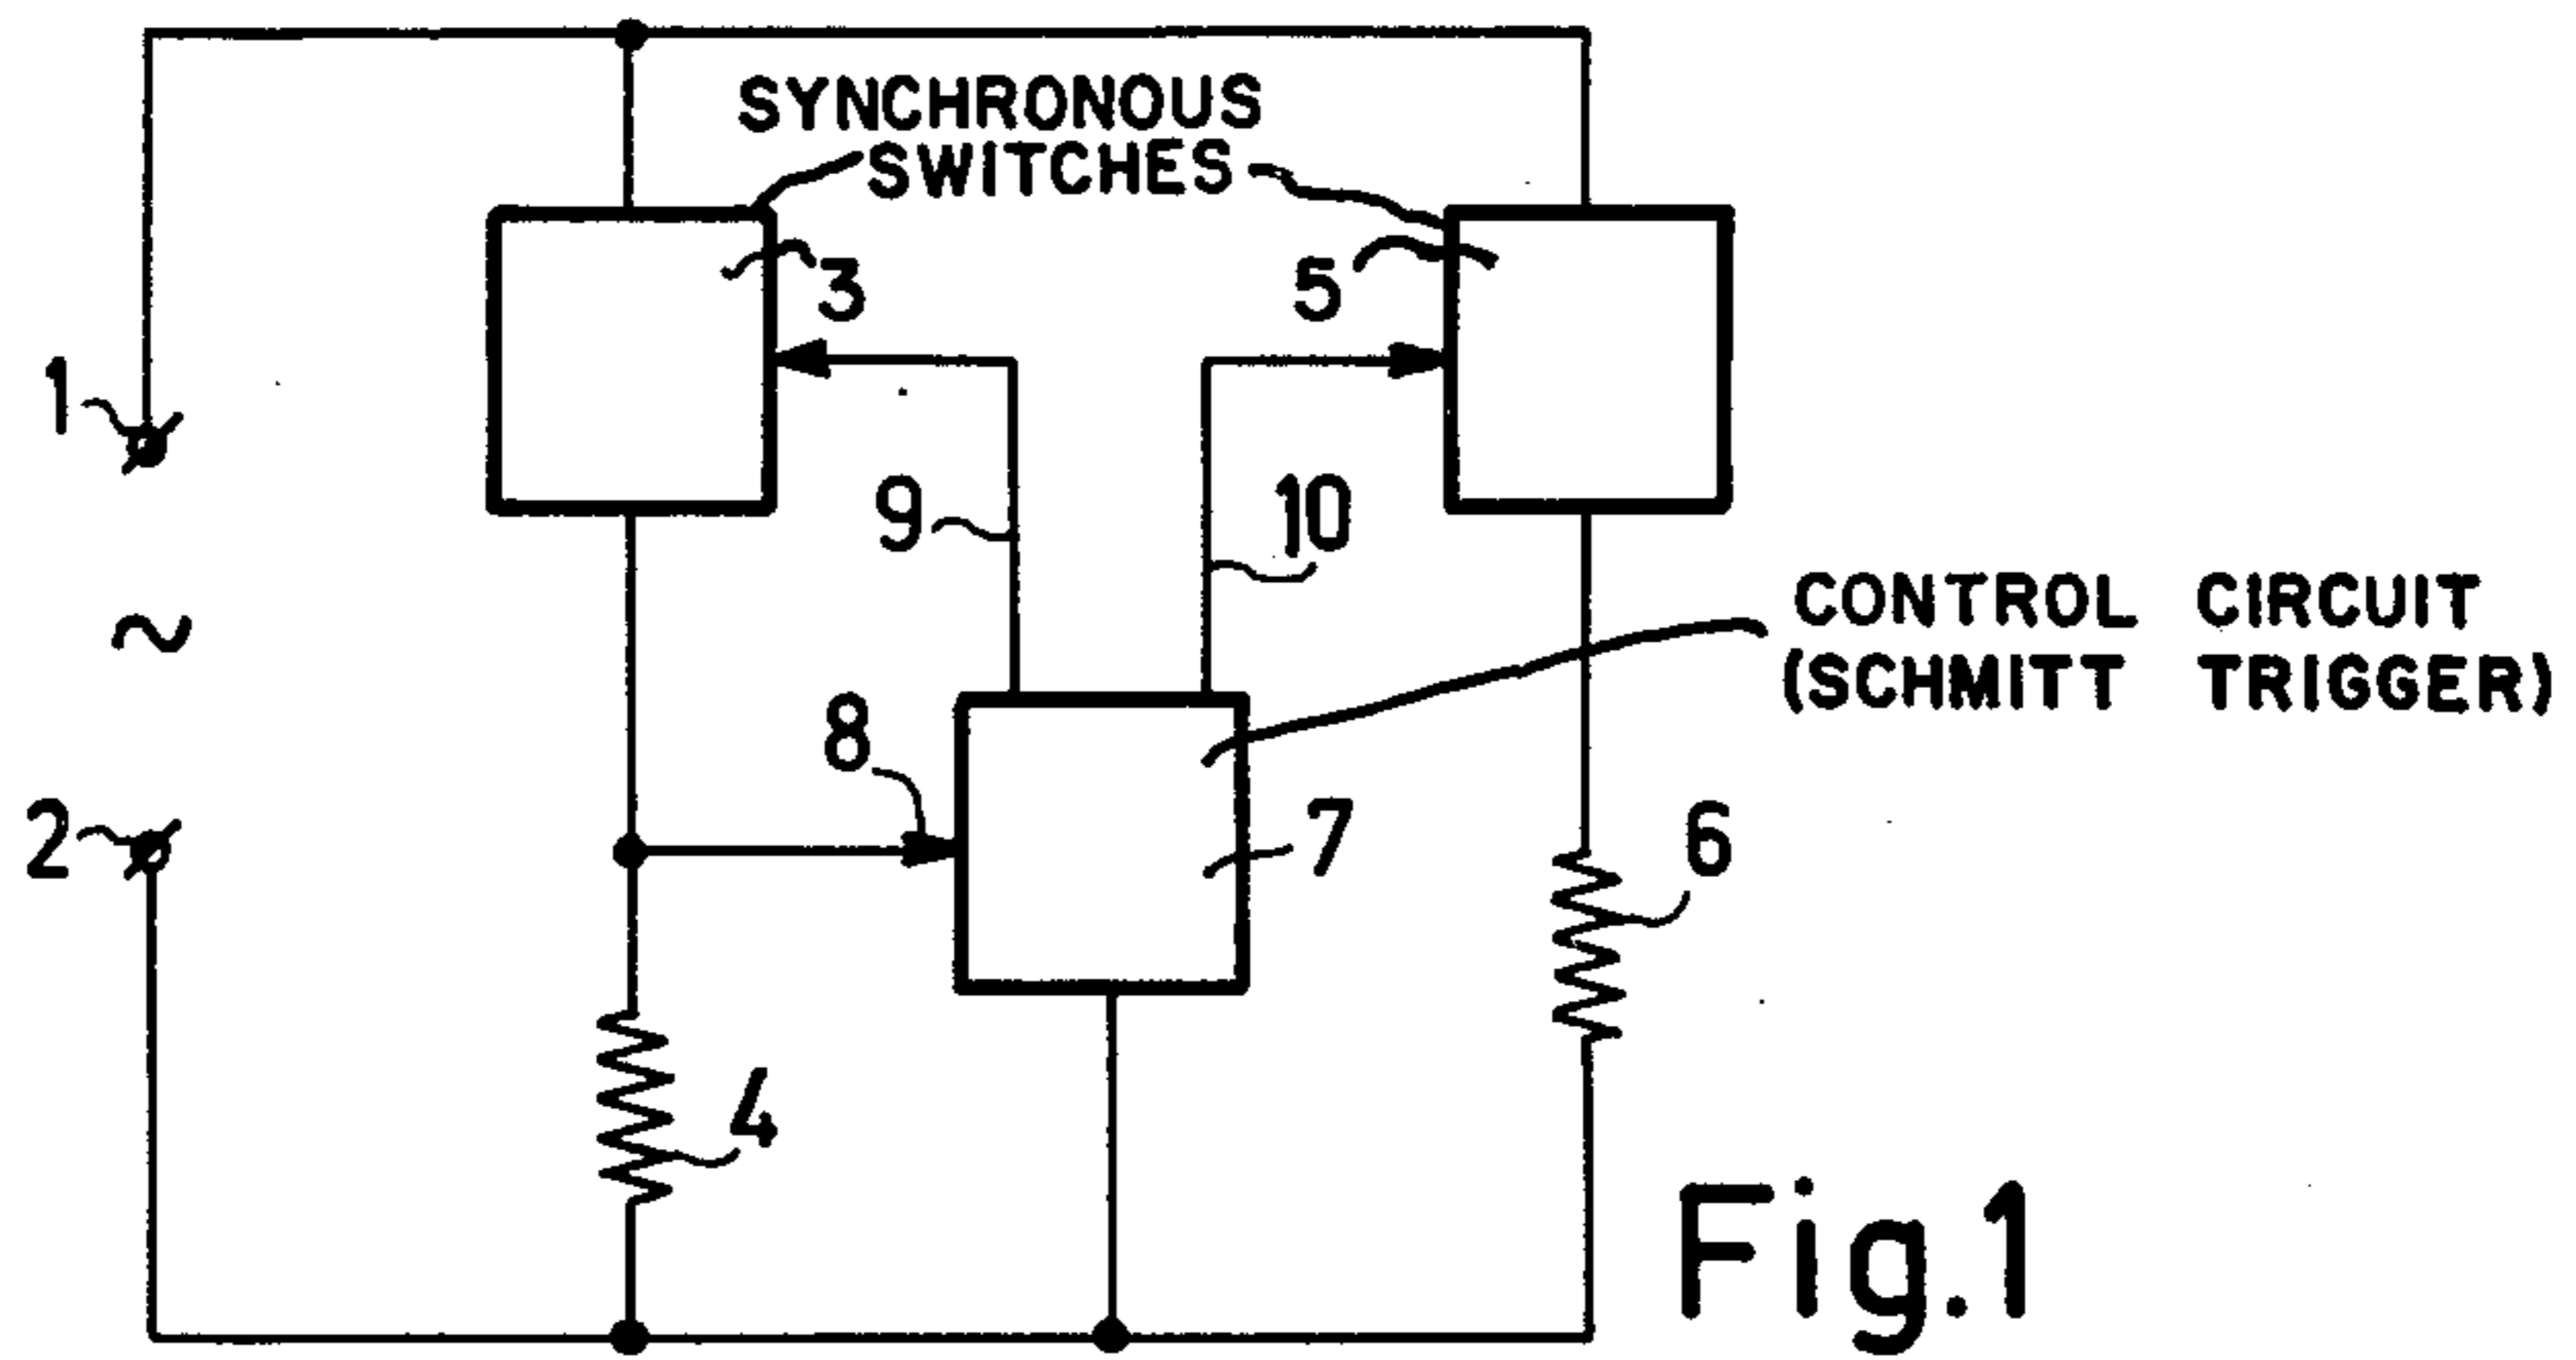 SYNCHRONOUS
SWITCHES
3
5
1
9
10
CONTROL CIRCUIT
(SCHMITT TRIGGER)
~
8
2
7
6
4
Fig.1